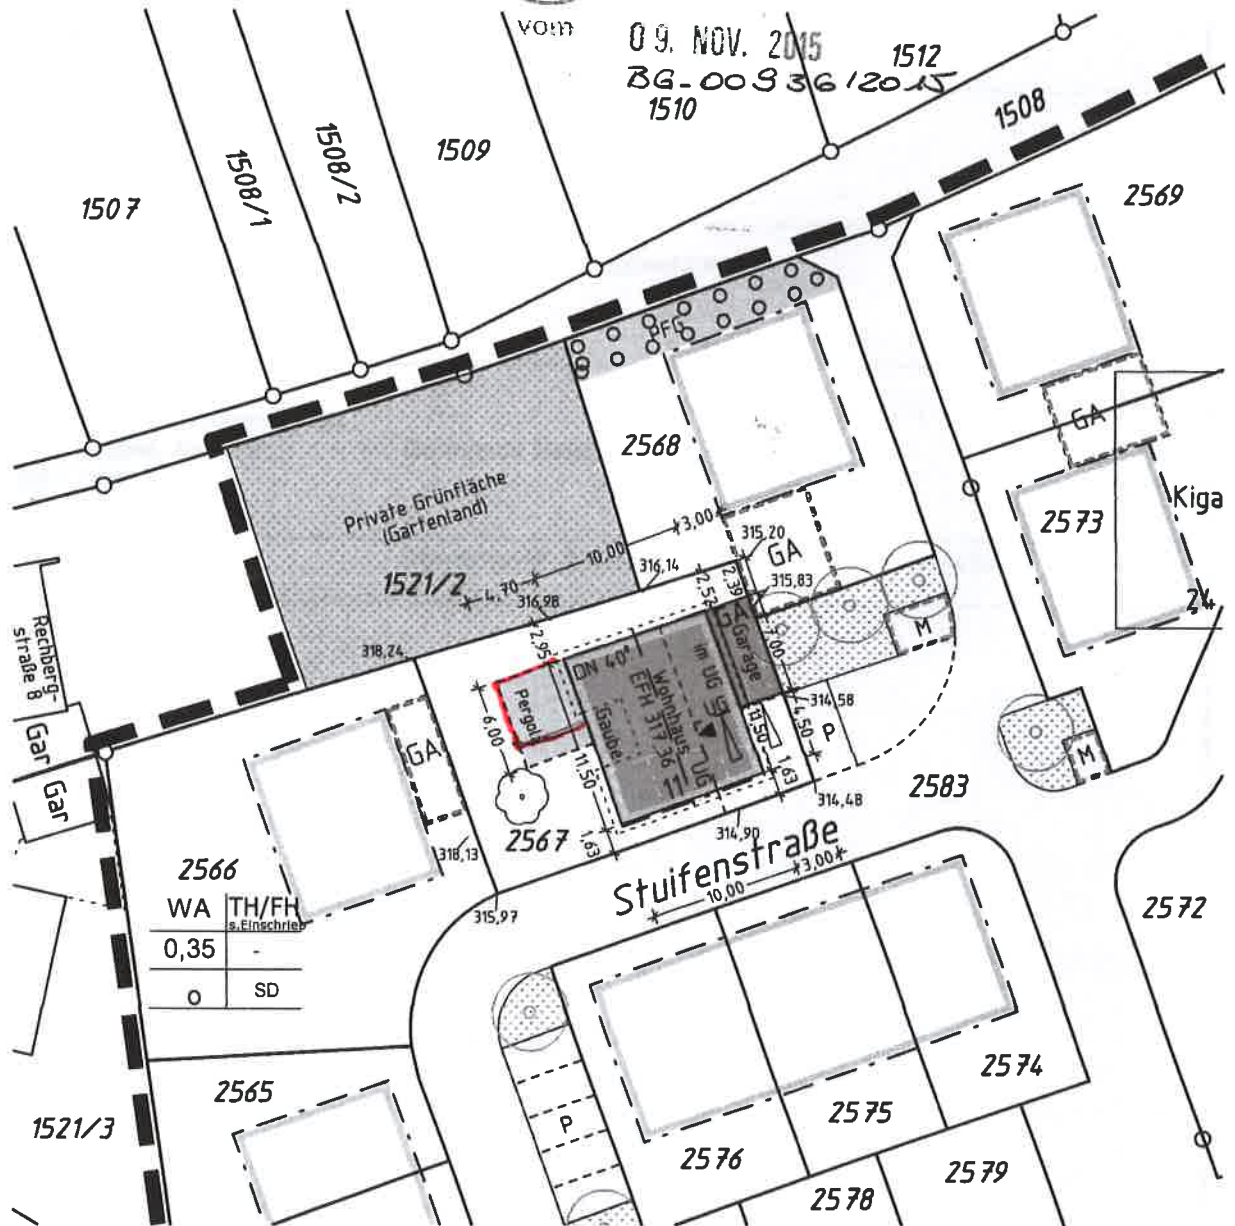 vom
09. NOV. 2015
BG-0093612015
1512
1510
1508
1509
1508/2
1508/1
1507
2569
PFG
2568
GA
Private Grünfläche
(Gartenland)
1521/2
Kiga
2573
24
3,00
10,00
4,70
315,20
GA
316,14
316,98
315,83
2,39
2,52
2,95
318,24
M
Rechberg-
straße 8
Gar
Gar
GA
Garage
7,00
DN 40°
im UG
Wohnhaus
EFH 317,36
UG
11
Gaube
Pergola
6,00
11,50
11,50
4,50
314,58
P
1,63
1,63
314,48
314,90
GA
M
2583
2567
318,13
315,97
Stuifenstraße
3,00
10,00
2566
WA TH/FH
s.Einschrieb
0,35 -
o SD
2572
2574
2575
2576
2565
1521/3
P
2579
2578